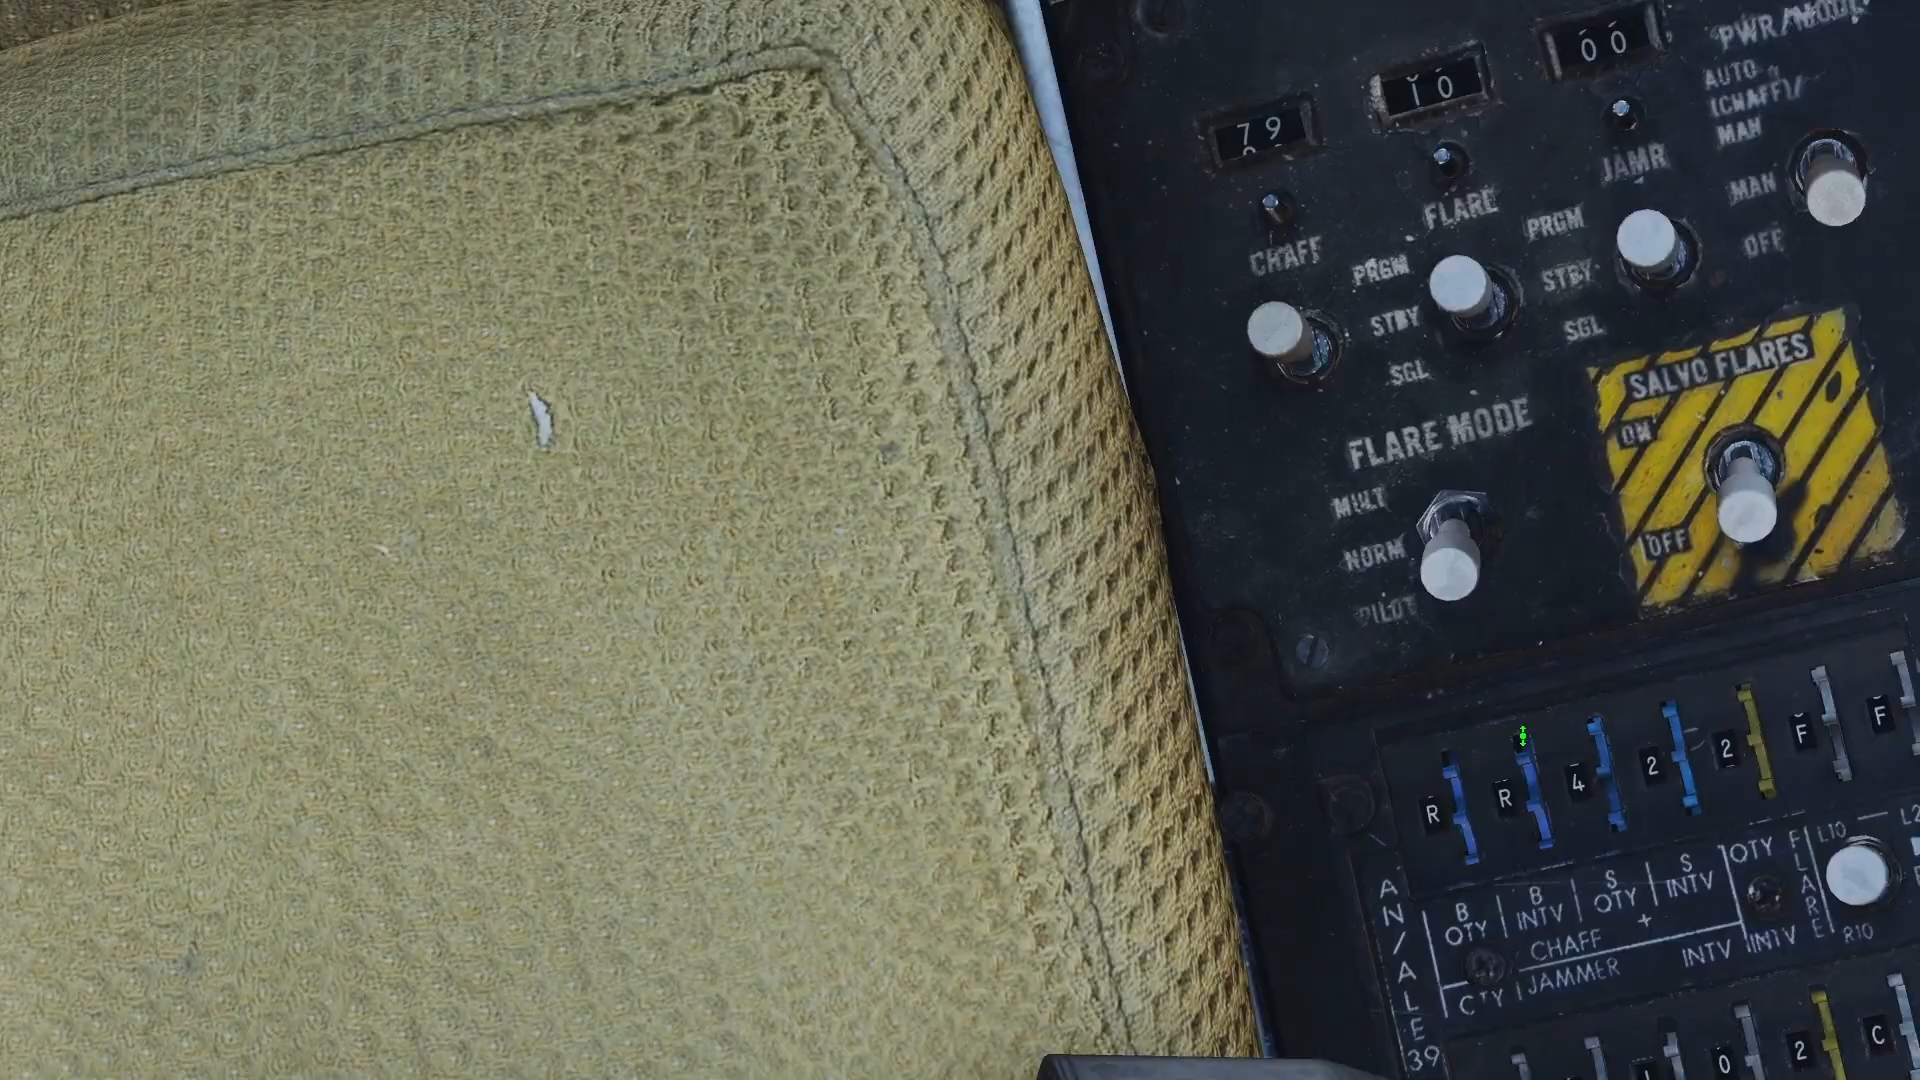 PWR/MODE
00
10
79
AUTO
(CHAFF)/
MAN
MAN
OFF
JAMR
FLARE
CHAFF
PRGM
STBY
SGL
PRGM
STBY
SGL
SALVO FLARES
ON
OFF
FLARE MODE
MULT
NORM
PILOT
R
R
4
2
2
F
F
AN/ALE
39
B
QTY
B
INTV
S
QTY
S
INTV
QTY
FLARE
L10
CHAFF
+
JAMMER
QTY
INTV
INTV
R10
0
2
C